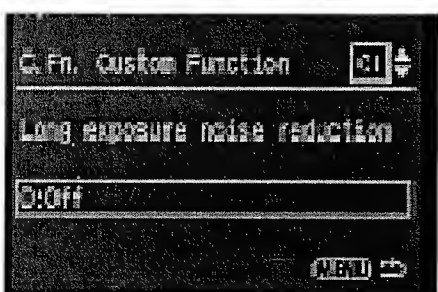 C.Fn. Custom Function 01
Long exposure noise reduction
0:Off
MENU